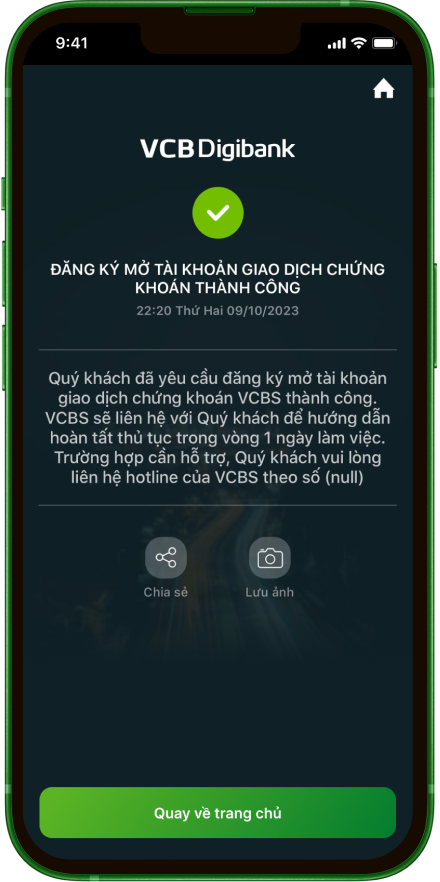 9:41
VCB Digibank
ĐĂNG KÝ MỞ TÀI KHOẢN GIAO DỊCH CHỨNG
KHOÁN THÀNH CÔNG
22:20 Thứ Hai 09/10/2023
Quý khách đã yêu cầu đăng ký mở tài khoản
giao dịch chứng khoán VCBS thành công.
VCBS sẽ liên hệ với Quý khách để hướng dẫn
hoàn tất thủ tục trong vòng 1 ngày làm việc.
Trường hợp cần hỗ trợ, Quý khách vui lòng
liên hệ hotline của VCBS theo số (null)
Chia sẻ
Lưu ảnh
Quay về trang chủ